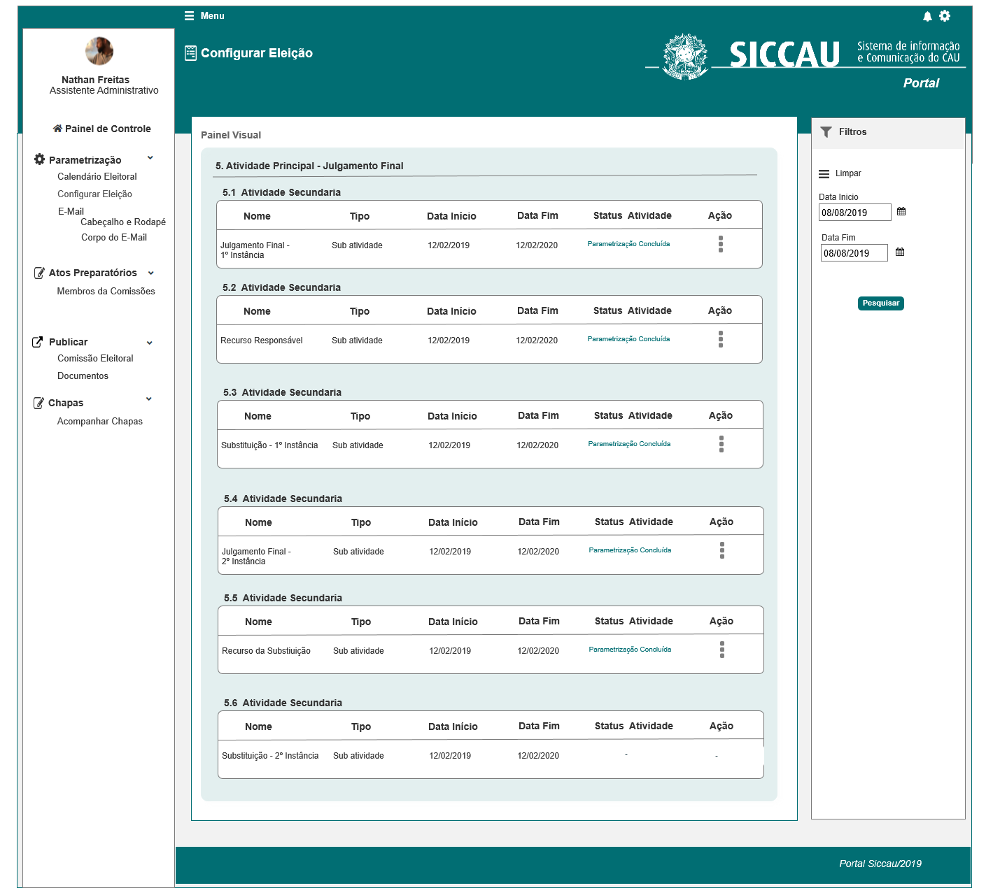 Menu
Configurar Eleição
SICCAU
Sistema de informação
e Comunicação do CAU
Portal
Nathan Freitas
Assistente Administrativo
Painel de Controle
Parametrização
Calendário Eleitoral
Configurar Eleição
E-Mail
Cabeçalho e Rodapé
Corpo do E-Mail
Atos Preparatórios
Membros da Comissões
Publicar
Comissão Eleitoral
Documentos
Chapas
Acompanhar Chapas
Painel Visual
5. Atividade Principal - Julgamento Final
5.1 Atividade Secundaria
Nome Tipo Data Início Data Fim Status Atividade Ação
Julgamento Final - Sub atividade 12/02/2019 12/02/2020 Parametrização Concluída
1º Instância
5.2 Atividade Secundaria
Nome Tipo Data Início Data Fim Status Atividade Ação
Recurso Responsável Sub atividade 12/02/2019 12/02/2020 Parametrização Concluída
5.3 Atividade Secundaria
Nome Tipo Data Início Data Fim Status Atividade Ação
Substituição - 1º Instância Sub atividade 12/02/2019 12/02/2020 Parametrização Concluída
5.4 Atividade Secundaria
Nome Tipo Data Início Data Fim Status Atividade Ação
Julgamento Final - Sub atividade 12/02/2019 12/02/2020 Parametrização Concluída
2º Instância
5.5 Atividade Secundaria
Nome Tipo Data Início Data Fim Status Atividade Ação
Recurso da Substiuição Sub atividade 12/02/2019 12/02/2020 Parametrização Concluída
5.6 Atividade Secundaria
Nome Tipo Data Início Data Fim Status Atividade Ação
Substituição - 2º Instância Sub atividade 12/02/2019 12/02/2020 - -
Filtros
Limpar
Data Inicio
08/08/2019
Data Fim
08/08/2019
Pesquisar
Portal Siccau/2019